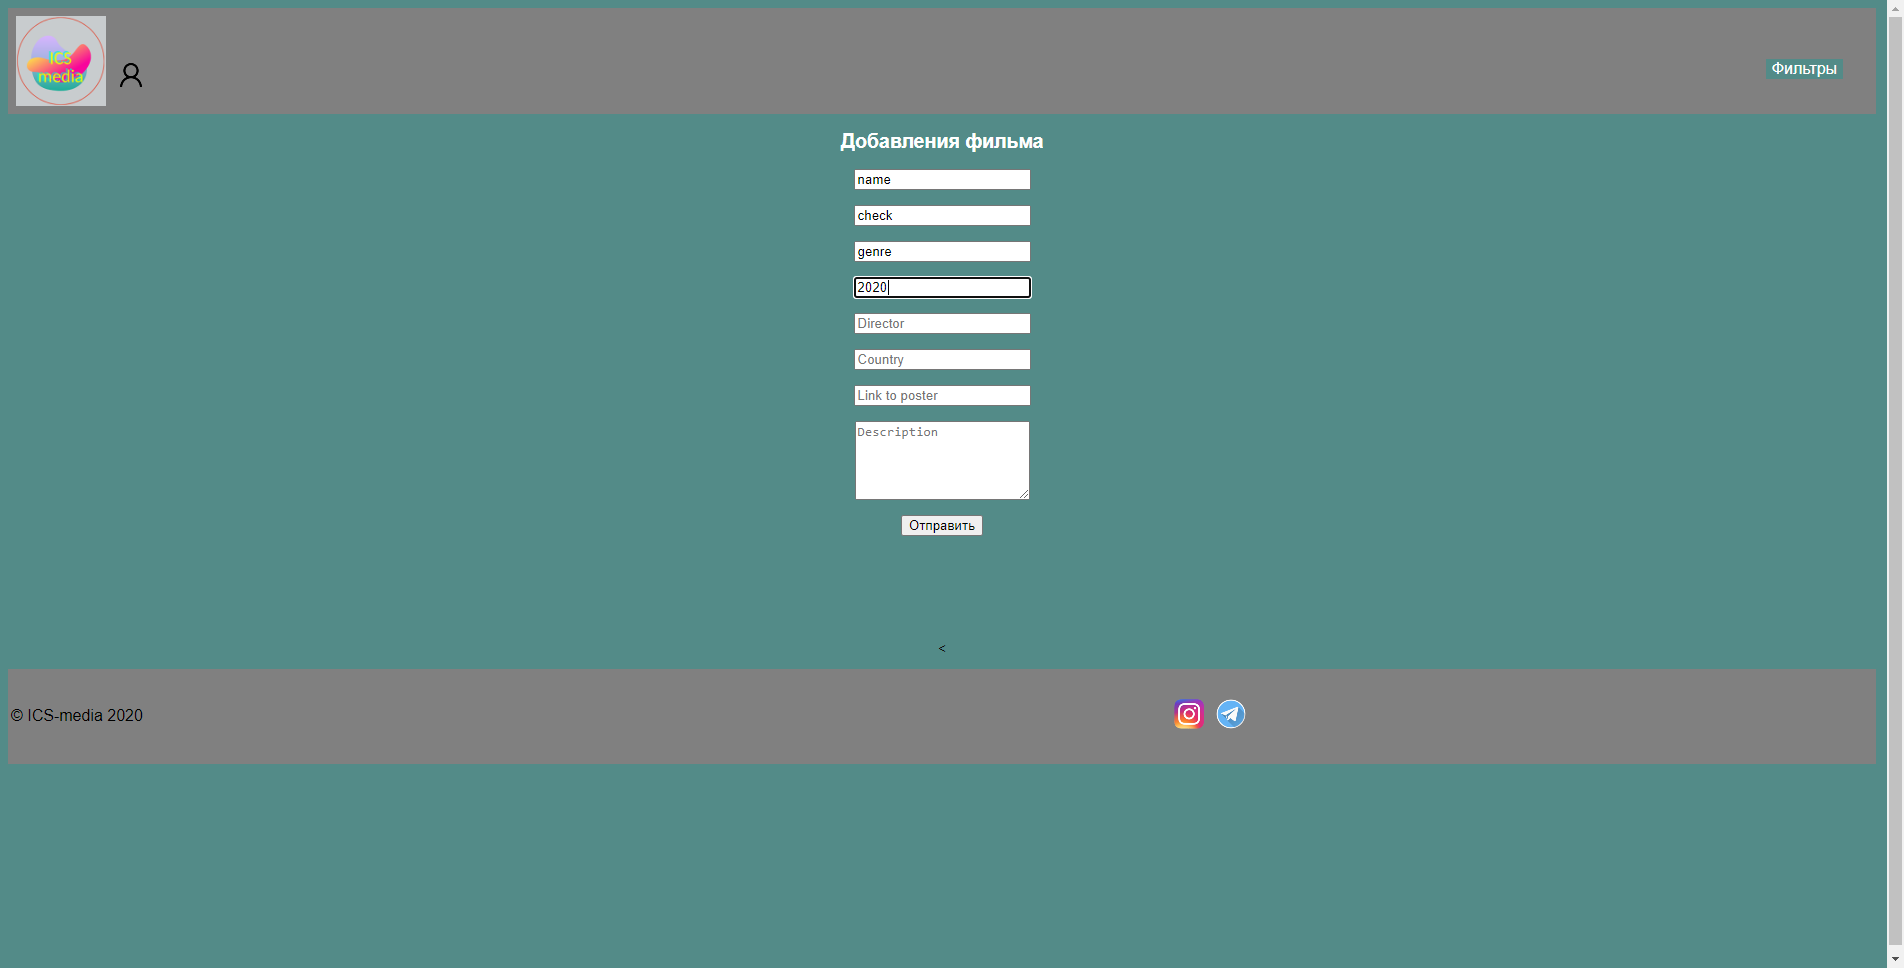 ICS
media
Фильтры
Добавления фильма
name
check
genre
2020
Director
Country
Link to poster
Description
Отправить
<
© ICS-media 2020